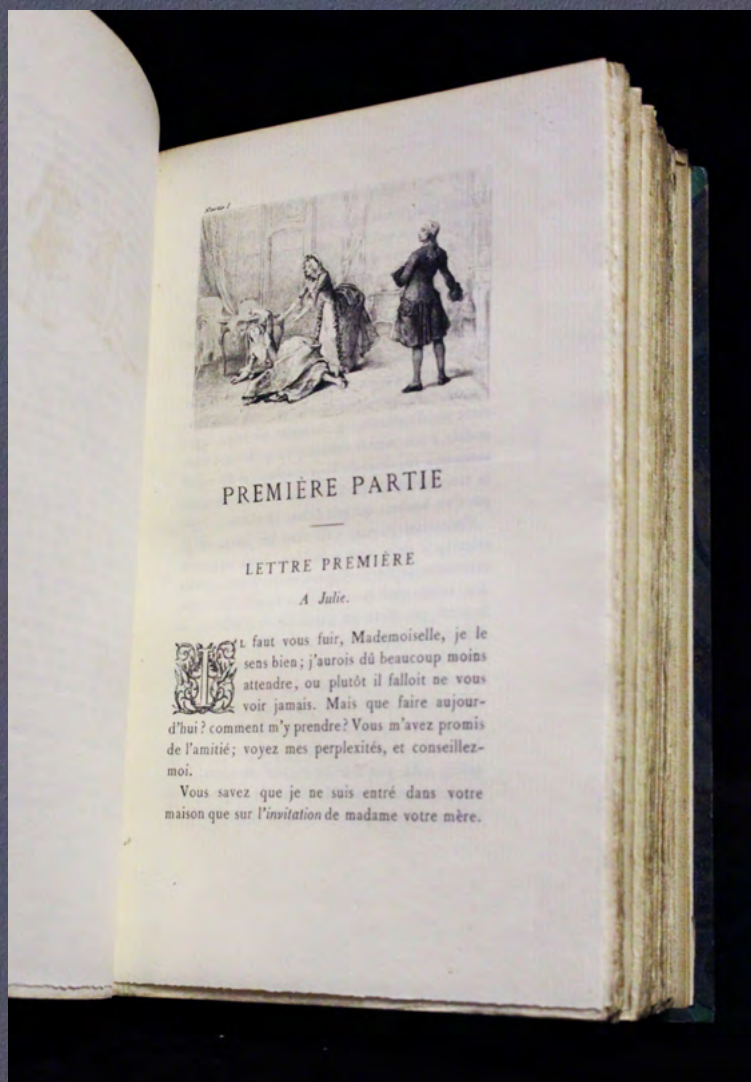 PREMIÈRE PARTIE
LETTRE PREMIÈRE
A Julie.
IL faut vous fuir, Mademoiselle, je le
sens bien; j'aurois dû beaucoup moins
attendre, ou plutôt il falloit ne vous
voir jamais. Mais que faire aujour-
d'hui? comment m'y prendre? Vous m'avez promis
de l'amitié; voyez mes perplexités, et conseillez-
moi.
Vous savez que je ne suis entré dans votre
maison que sur l'invitation de madame votre mère.